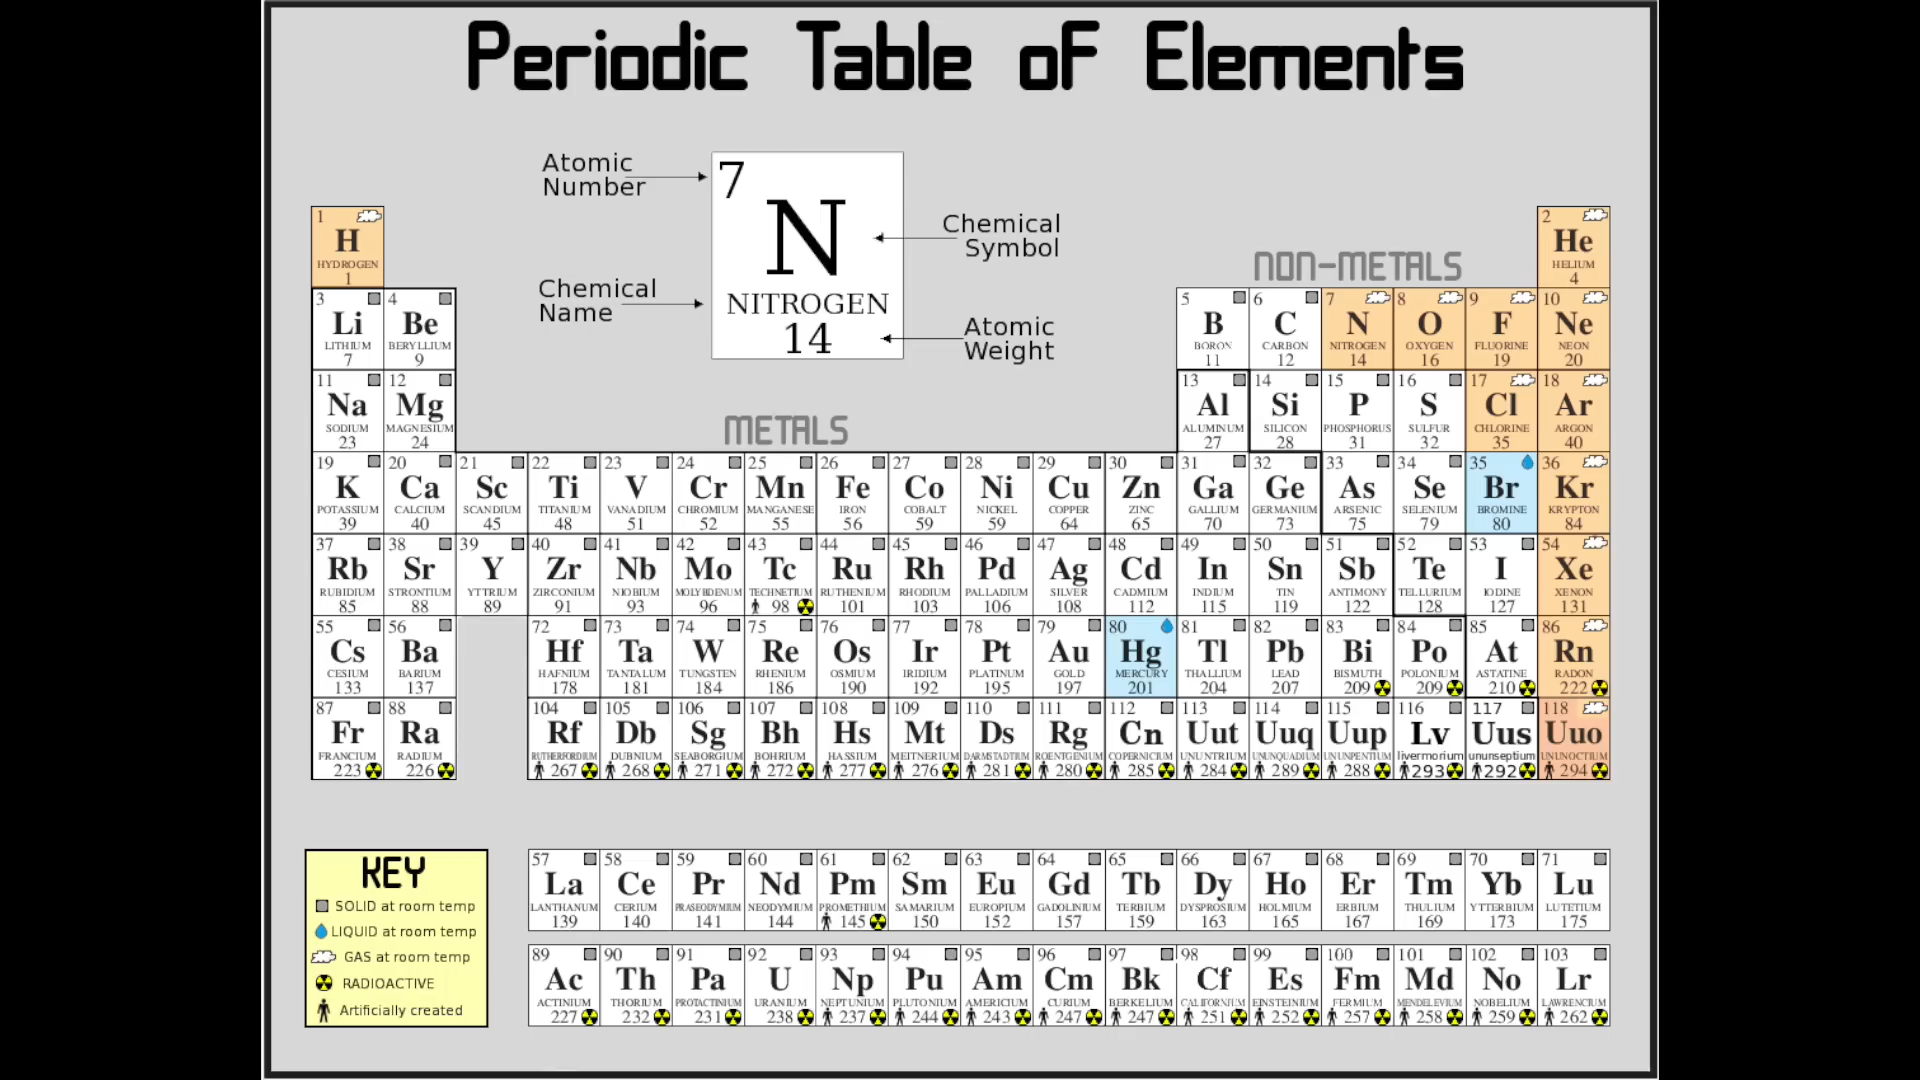 Periodic Table of Elements
Atomic
Number
7
N
NITROGEN
14
Chemical
Symbol
Chemical
Name
Atomic
Weight
NON-METALS
METALS
1 H HYDROGEN 1
2 He HELIUM 4
3 Li LITHIUM 7
4 Be BERYLLIUM 9
5 B BORON 11
6 C CARBON 12
7 N NITROGEN 14
8 O OXYGEN 16
9 F FLUORINE 19
10 Ne NEON 20
11 Na SODIUM 23
12 Mg MAGNESIUM 24
13 Al ALUMINUM 27
14 Si SILICON 28
15 P PHOSPHORUS 31
16 S SULFUR 32
17 Cl CHLORINE 35
18 Ar ARGON 40
19 K POTASSIUM 39
20 Ca CALCIUM 40
21 Sc SCANDIUM 45
22 Ti TITANIUM 48
23 V VANADIUM 51
24 Cr CHROMIUM 52
25 Mn MANGANESE 55
26 Fe IRON 56
27 Co COBALT 59
28 Ni NICKEL 59
29 Cu COPPER 64
30 Zn ZINC 65
31 Ga GALLIUM 70
32 Ge GERMANIUM 73
33 As ARSENIC 75
34 Se SELENIUM 79
35 Br BROMINE 80
36 Kr KRYPTON 84
37 Rb RUBIDIUM 85
38 Sr STRONTIUM 88
39 Y YTTRIUM 89
40 Zr ZIRCONIUM 91
41 Nb NIOBIUM 93
42 Mo MOLYBDENUM 96
43 Tc TECHNETIUM 98
44 Ru RUTHENIUM 101
45 Rh RHODIUM 103
46 Pd PALLADIUM 106
47 Ag SILVER 108
48 Cd CADMIUM 112
49 In INDIUM 115
50 Sn TIN 119
51 Sb ANTIMONY 122
52 Te TELLURIUM 128
53 I IODINE 127
54 Xe XENON 131
55 Cs CESIUM 133
56 Ba BARIUM 137
72 Hf HAFNIUM 178
73 Ta TANTALUM 181
74 W TUNGSTEN 184
75 Re RHENIUM 186
76 Os OSMIUM 190
77 Ir IRIDIUM 192
78 Pt PLATINUM 195
79 Au GOLD 197
80 Hg MERCURY 201
81 Tl THALLIUM 204
82 Pb LEAD 207
83 Bi BISMUTH 209
84 Po POLONIUM 209
85 At ASTATINE 210
86 Rn RADON 222
87 Fr FRANCIUM 223
88 Ra RADIUM 226
104 Rf RUTHERFORDIUM 267
105 Db DUBNIUM 268
106 Sg SEABORGIUM 271
107 Bh BOHRIUM 272
108 Hs HASSIUM 277
109 Mt MEITNERIUM 276
110 Ds DARMSTADTIUM 281
111 Rg ROENTGENIUM 280
112 Cn COPERNICIUM 285
113 Uut UNUNTRIUM 284
114 Uuq UNUNQUADIUM 289
115 Uup UNUNPENTIUM 288
116 Lv livermorium 293
117 Uus ununseptium 292
118 Uuo UNUNOCTIUM 294
KEY
SOLID at room temp
LIQUID at room temp
GAS at room temp
RADIOACTIVE
Artificially created
57 La LANTHANUM 139
58 Ce CERIUM 140
59 Pr PRASEODYMIUM 141
60 Nd NEODYMIUM 144
61 Pm PROMETHIUM 145
62 Sm SAMARIUM 150
63 Eu EUROPIUM 152
64 Gd GADOLINIUM 157
65 Tb TERBIUM 159
66 Dy DYSPROSIUM 163
67 Ho HOLMIUM 165
68 Er ERBIUM 167
69 Tm THULIUM 169
70 Yb YTTERBIUM 173
71 Lu LUTETIUM 175
89 Ac ACTINIUM 227
90 Th THORIUM 232
91 Pa PROTACTINIUM 231
92 U URANIUM 238
93 Np NEPTUNIUM 237
94 Pu PLUTONIUM 244
95 Am AMERICIUM 243
96 Cm CURIUM 247
97 Bk BERKELIUM 247
98 Cf CALIFORNIUM 251
99 Es EINSTEINIUM 252
100 Fm FERMIUM 257
101 Md MENDELEVIUM 258
102 No NOBELIUM 259
103 Lr LAWRENCIUM 262